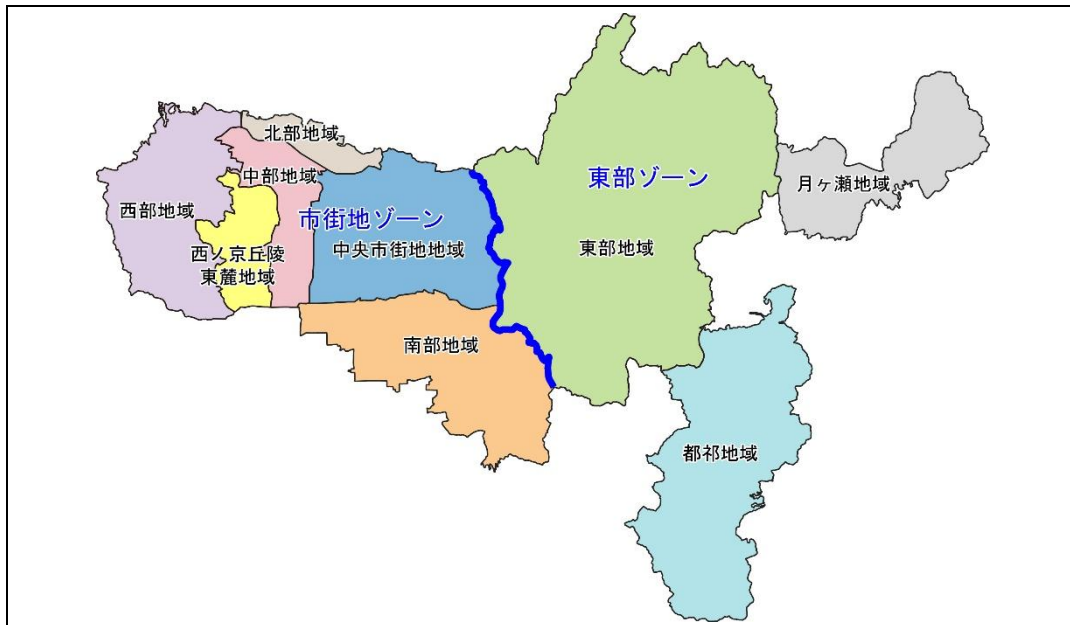 北部地域
中部地域
東部ゾーン
月ヶ瀬地域
西部地域
市街地ゾーン
西ノ京丘陵
東麓地域
中央市街地地域
東部地域
南部地域
都祁地域